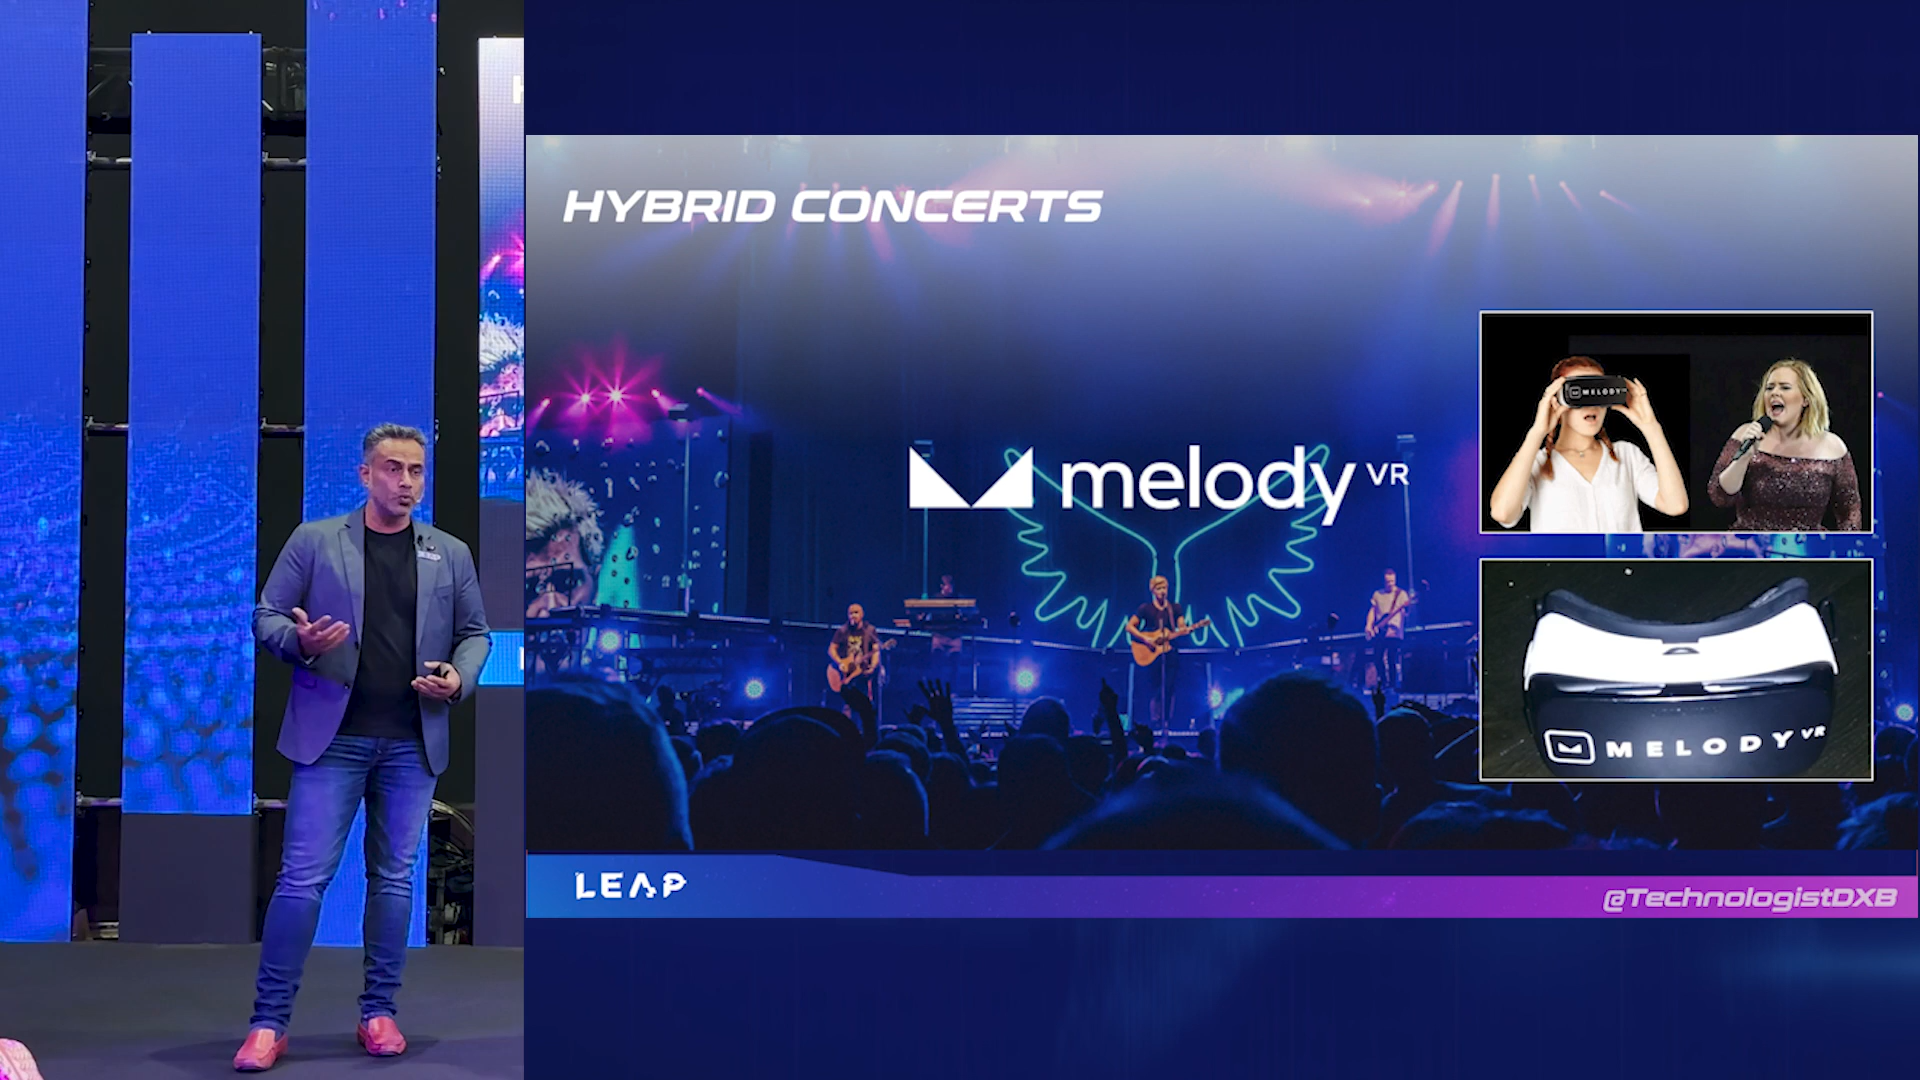 HYBRID CONCERTS
melody VR
MELODY
MELODY VR
LEAP
@TechnologistDXB